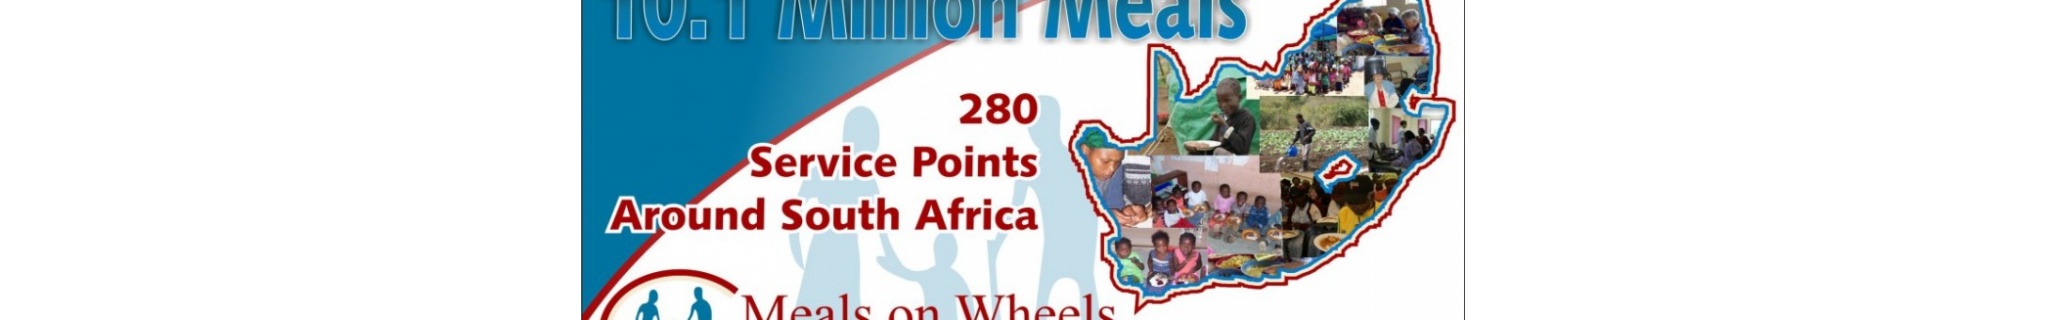 10.1 Million Meals
280
Service Points
Around South Africa
Meals on Wheels